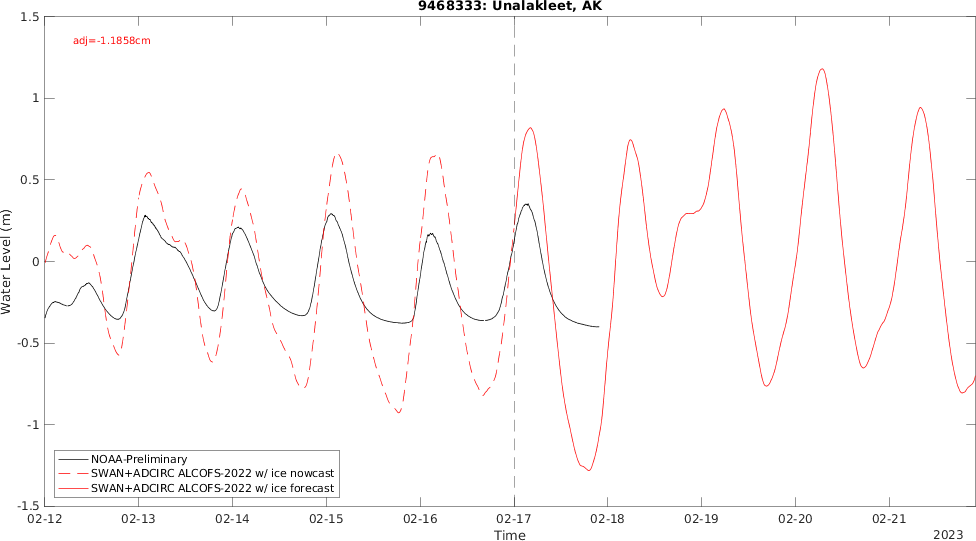 9468333: Unalakleet, AK
adj=-1.1858cm
1.5
1
0.5
0
-0.5
-1
-1.5
Water Level (m)
NOAA-Preliminary
SWAN+ADCIRC ALCOFS-2022 w/ ice nowcast
SWAN+ADCIRC ALCOFS-2022 w/ ice forecast
02-12 02-13 02-14 02-15 02-16 02-17 02-18 02-19 02-20 02-21
Time
2023